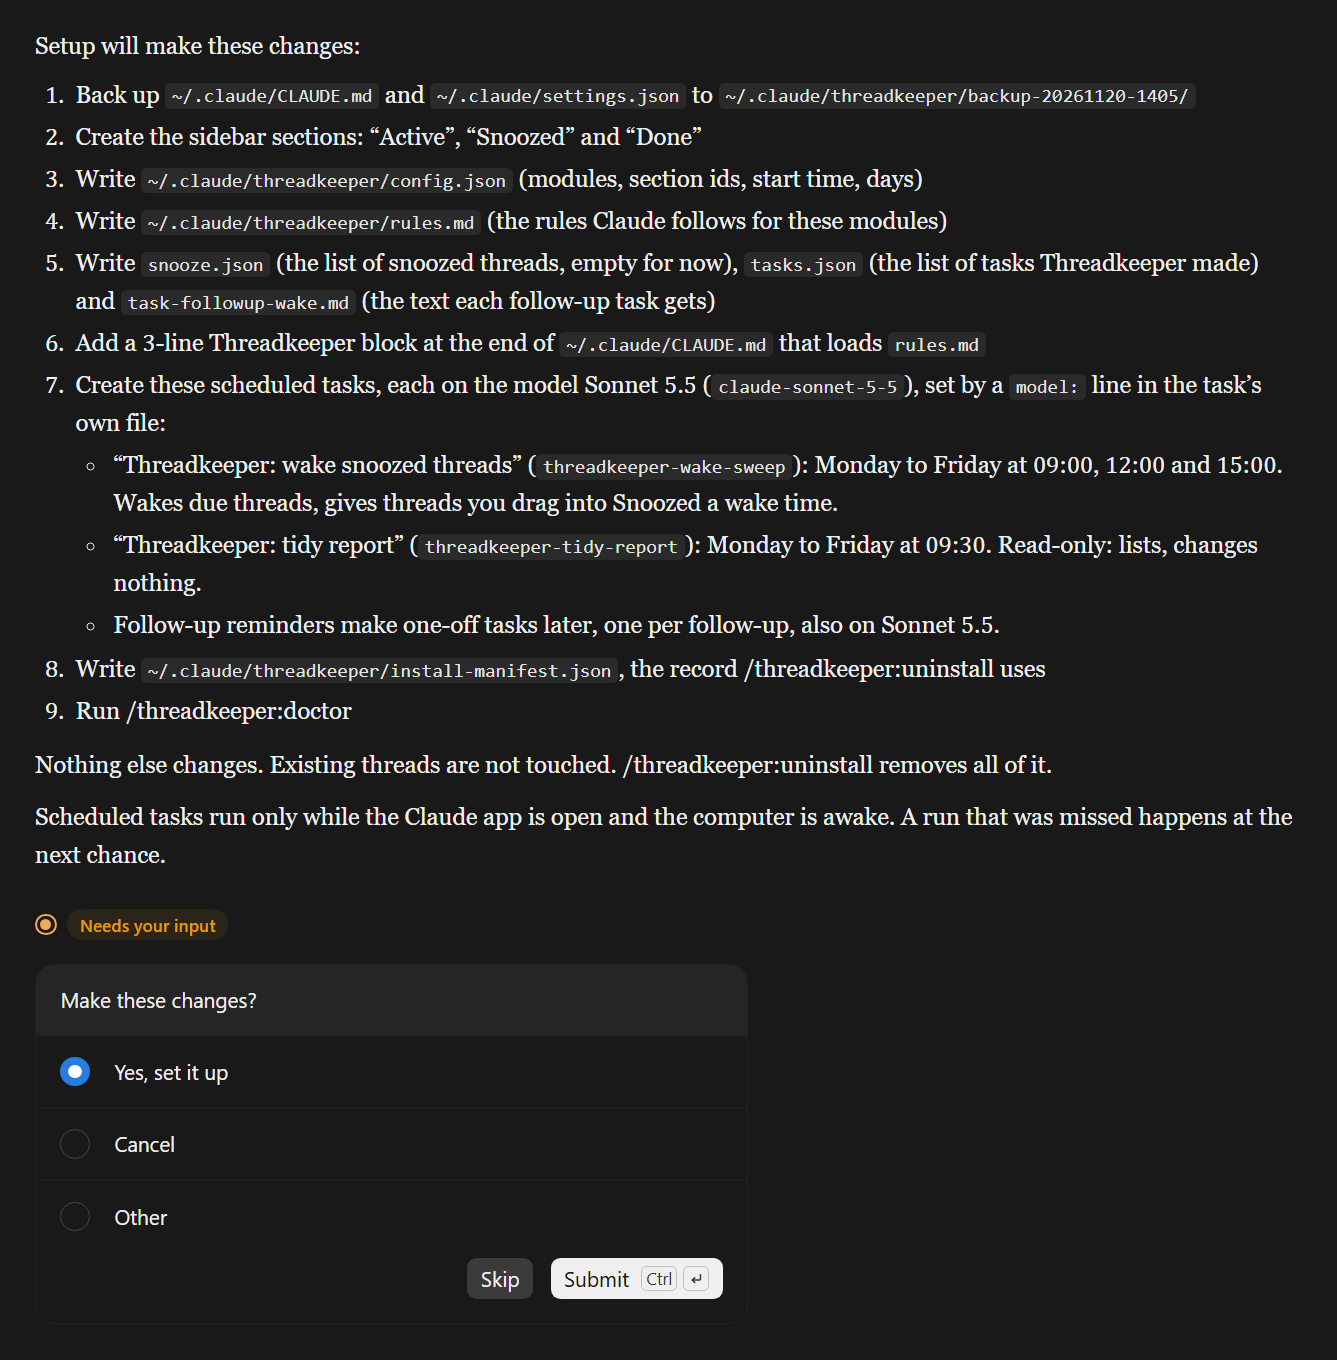 Setup will make these changes:
1. Back up ~/.claude/CLAUDE.md and ~/.claude/settings.json to ~/.claude/threadkeeper/backup-20261120-1405/
2. Create the sidebar sections: “Active”, “Snoozed” and “Done”
3. Write ~/.claude/threadkeeper/config.json (modules, section ids, start time, days)
4. Write ~/.claude/threadkeeper/rules.md (the rules Claude follows for these modules)
5. Write snooze.json (the list of snoozed threads, empty for now), tasks.json (the list of tasks Threadkeeper made)
and task-followup-wake.md (the text each follow-up task gets)
6. Add a 3-line Threadkeeper block at the end of ~/.claude/CLAUDE.md that loads rules.md
7. Create these scheduled tasks, each on the model Sonnet 5.5 (claude-sonnet-5-5), set by a model: line in the task’s
own file:
◦ “Threadkeeper: wake snoozed threads” (threadkeeper-wake-sweep): Monday to Friday at 09:00, 12:00 and 15:00.
Wakes due threads, gives threads you drag into Snoozed a wake time.
◦ “Threadkeeper: tidy report” (threadkeeper-tidy-report): Monday to Friday at 09:30. Read-only: lists, changes
nothing.
◦ Follow-up reminders make one-off tasks later, one per follow-up, also on Sonnet 5.5.
8. Write ~/.claude/threadkeeper/install-manifest.json, the record /threadkeeper:uninstall uses
9. Run /threadkeeper:doctor
Nothing else changes. Existing threads are not touched. /threadkeeper:uninstall removes all of it.
Scheduled tasks run only while the Claude app is open and the computer is awake. A run that was missed happens at the
next chance.
Needs your input
Make these changes?
Yes, set it up
Cancel
Other
Skip
Submit Ctrl ↵